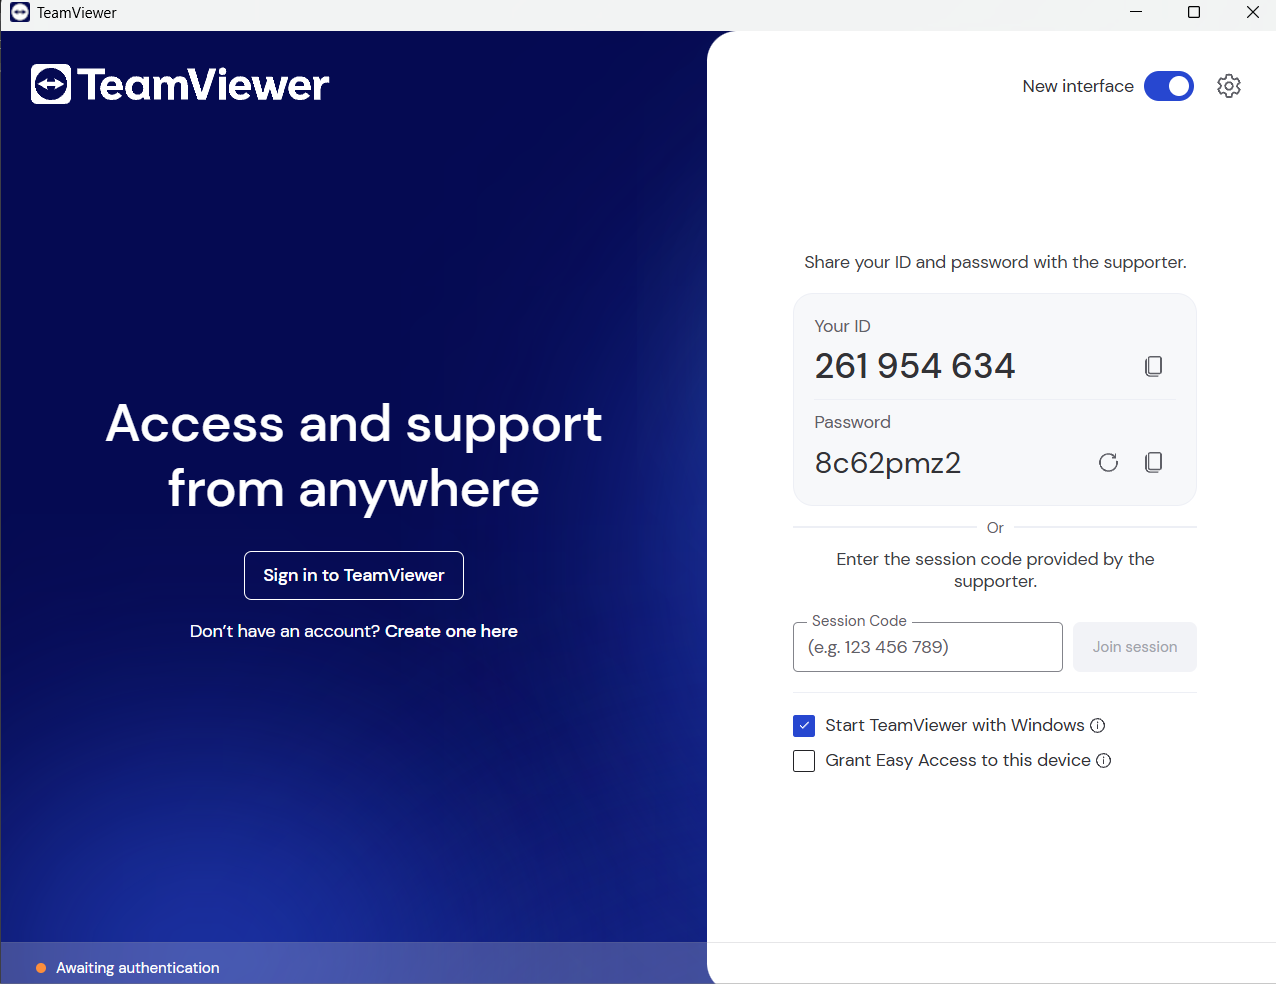 TeamViewer
TeamViewer
New interface
Access and support
from anywhere
Sign in to TeamViewer
Don’t have an account? Create one here
Awaiting authentication
Share your ID and password with the supporter.
Your ID
261 954 634
Password
8c62pmz2
Or
Enter the session code provided by the
supporter.
Session Code
(e.g. 123 456 789)
Join session
Start TeamViewer with Windows
Grant Easy Access to this device